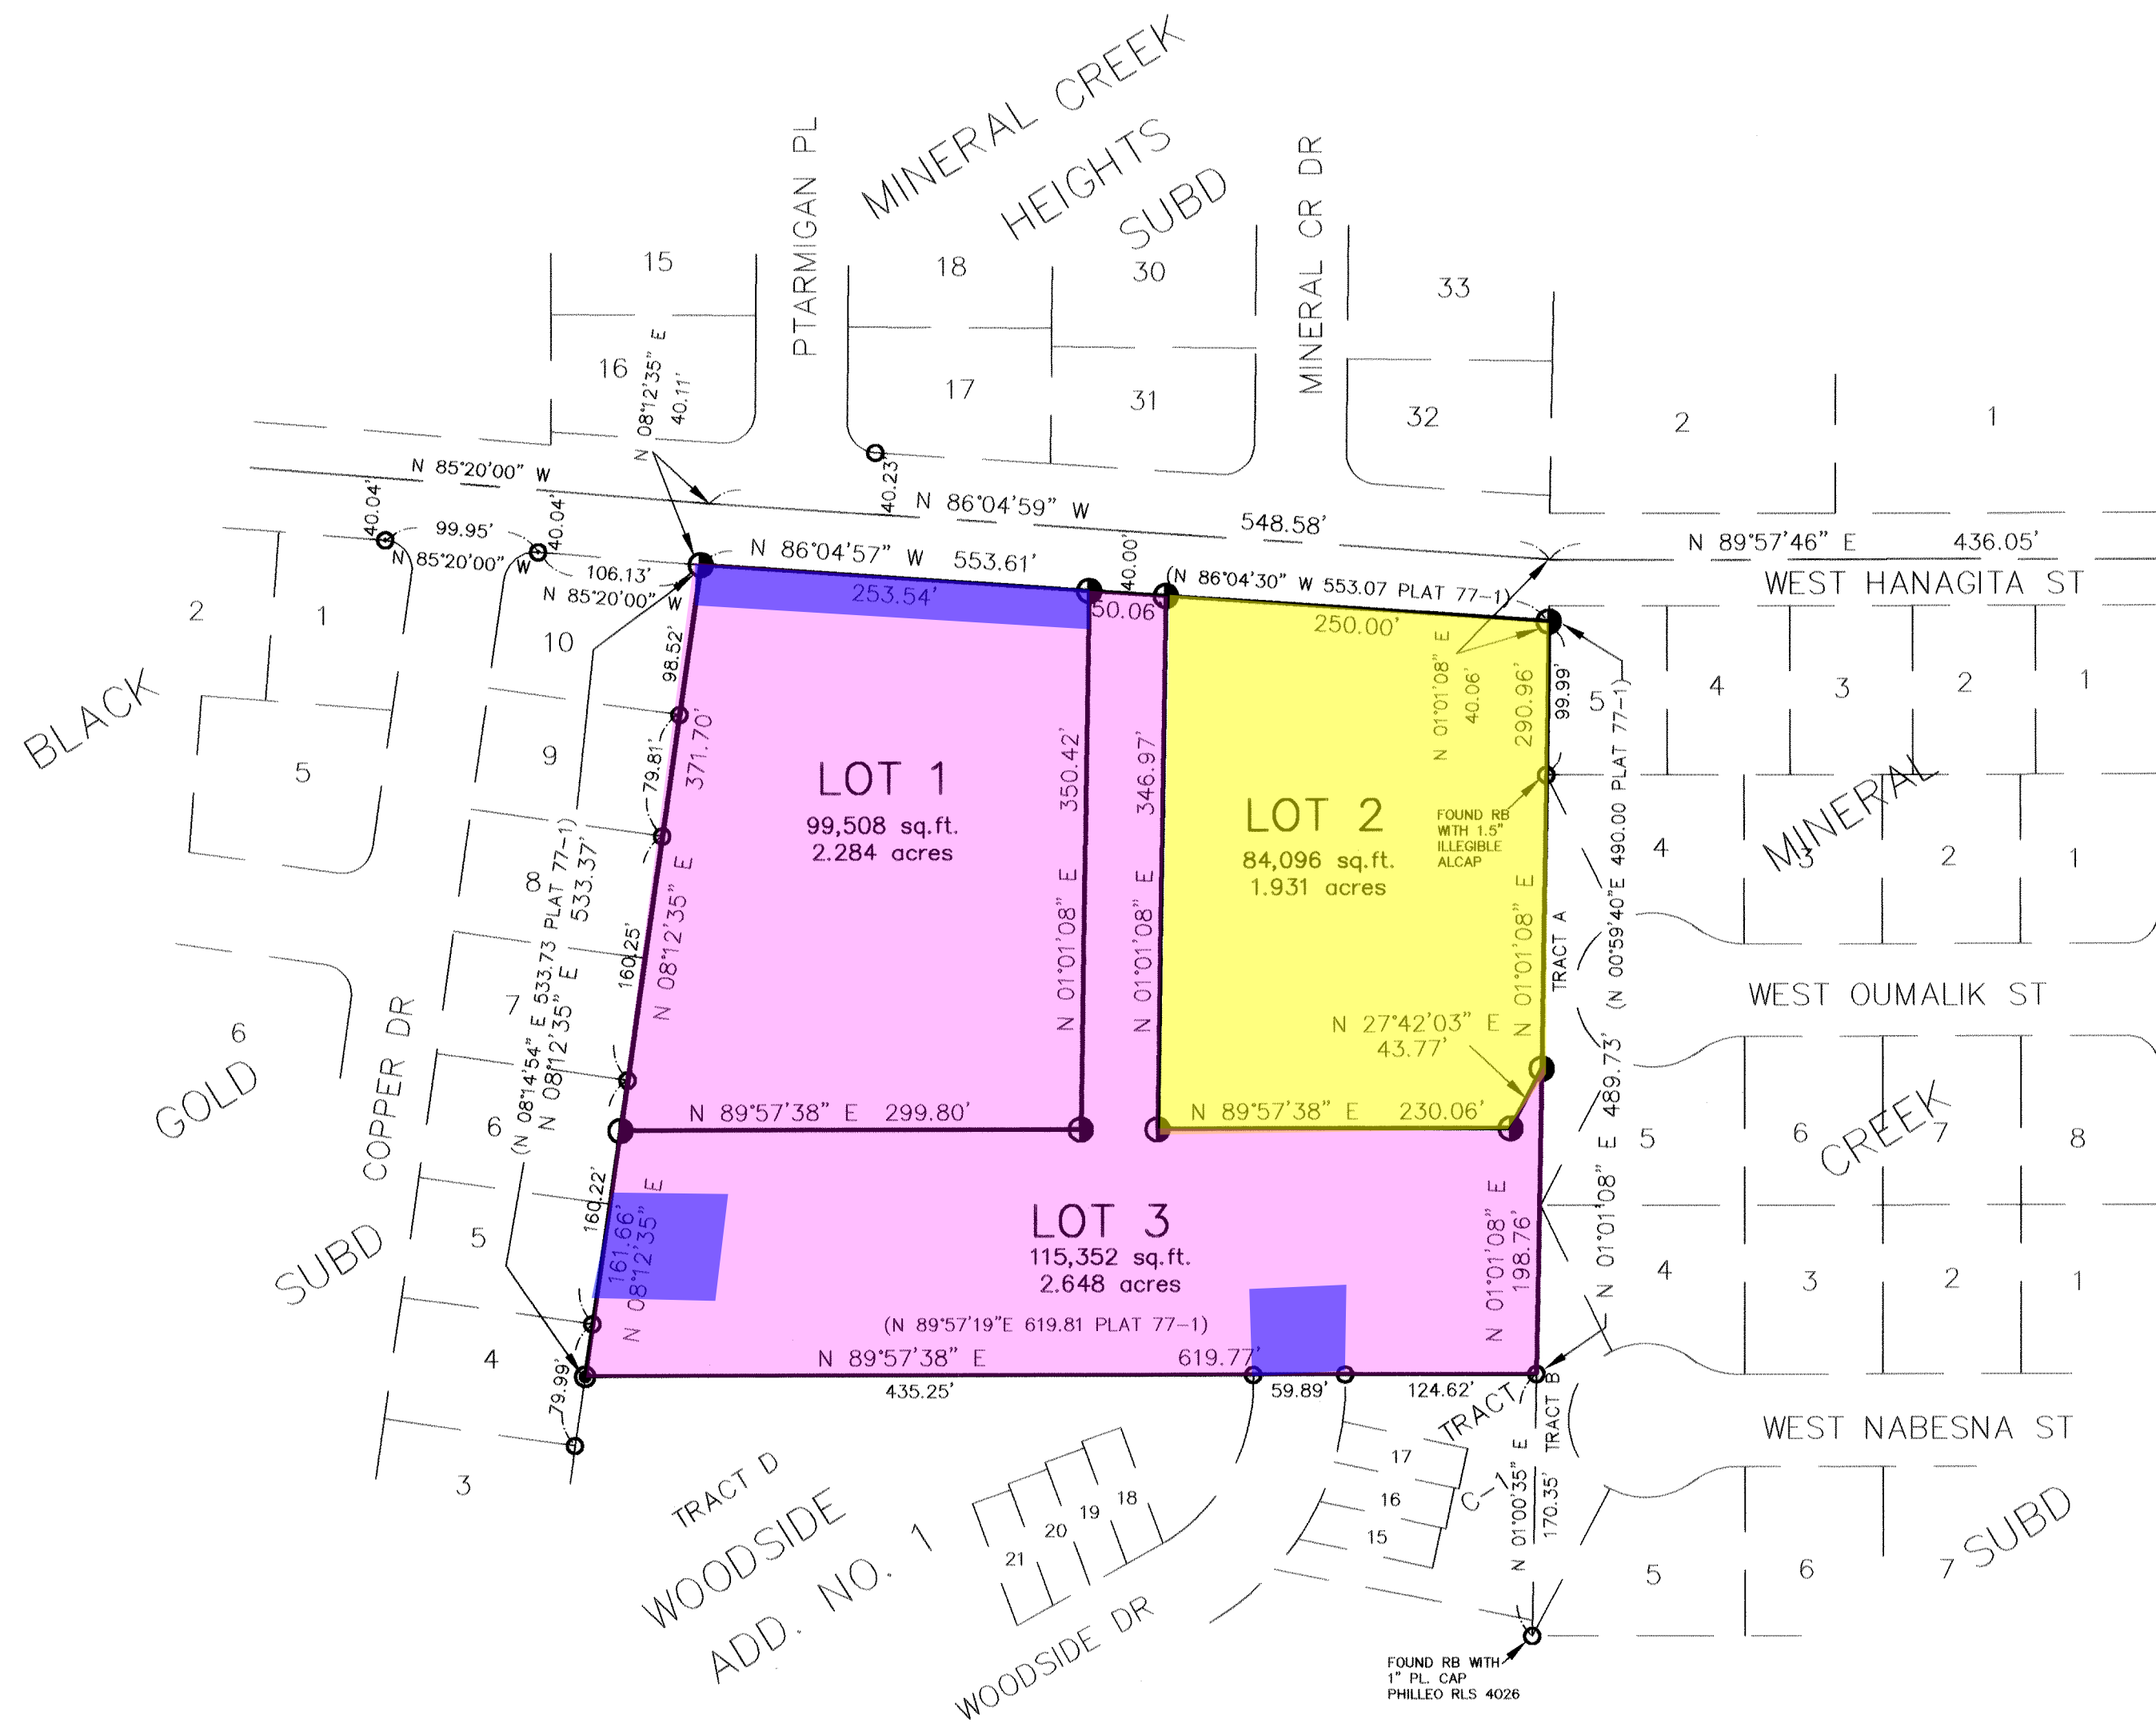 MINERAL CREEK
HEIGHTS
SUBD
PTARMIGAN PL
MINERAL CR DR
15
16
18
17
30
31
33
32
2
1
N 08°12'35" E
40.11'
N 85°20'00" W
40.04'
99.95'
N 85°20'00" W
40.04'
106.13'
N 85°20'00" W
40.23'
N 86°04'59" W
548.58'
N 86°04'57" W 553.61'
40.00'
(N 86°04'30" W 553.07 PLAT 77-1)
253.54'
50.06
250.00'
N 89°57'46" E 436.05'
WEST HANAGITA ST
2
1
5
10
9
8
7
6
5
4
3
6
BLACK
GOLD
SUBD
COPPER DR
98.52'
79.81'
160.25'
160.22'
79.99'
(N 08°14'54" E 533.73 PLAT 77-1)
N 08°12'35" E 533.37'
371.70'
N 08°12'35" E
LOT 1
99,508 sq.ft.
2.284 acres
N 01°01'08" E 350.42'
N 01°01'08" E 346.97'
N 89°57'38" E 299.80'
LOT 2
84,096 sq.ft.
1.931 acres
N 01°01'08" E
40.06'
290.96'
N 01°01'08" E
99.99'
FOUND RB
WITH 1.5"
ILLEGIBLE
ALCAP
TRACT A
N 27°42'03" E
43.77'
N 89°57'38" E 230.06'
(N 00°59'40"E 490.00 PLAT 77-1)
N 01°01'08" E 489.73'
5
4
3
2
1
4
3
2
1
MINERAL
WEST OUMALIK ST
CREEK
5
6
7
8
4
3
2
1
161.66'
N 08°12'35" E
LOT 3
115,352 sq.ft.
2.648 acres
(N 89°57'19"E 619.81 PLAT 77-1)
N 89°57'38" E 619.77'
N 01°01'08" E
198.76'
435.25'
59.89'
124.62'
TRACT
C-1
TRACT B
N 01°00'35" E
170.35'
WEST NABESNA ST
SUBD
5
6
7
TRACT D
WOODSIDE
ADD. NO. 1
21
20
19
18
17
16
15
WOODSIDE DR
FOUND RB WITH
1" PL. CAP
PHILLEO RLS 4026